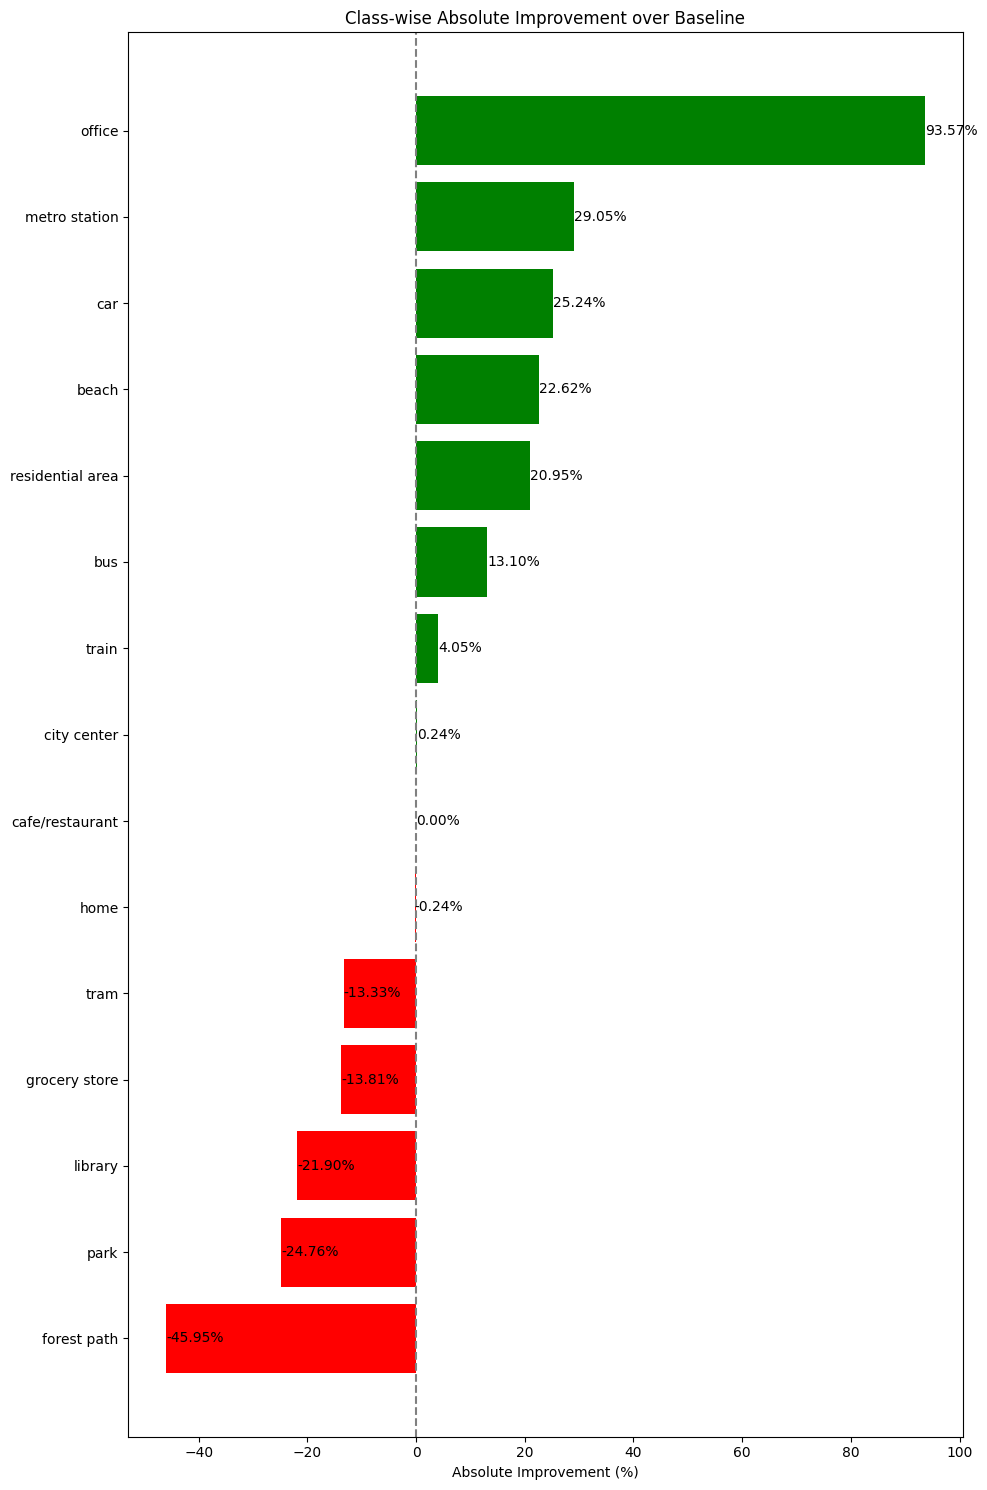 Class-wise Absolute Improvement over Baseline
office 93.57%
metro station 29.05%
car 25.24%
beach 22.62%
residential area 20.95%
bus 13.10%
train 4.05%
city center 0.24%
cafe/restaurant 0.00%
home -0.24%
tram -13.33%
grocery store -13.81%
library -21.90%
park -24.76%
forest path -45.95%
−40 −20 0 20 40 60 80 100
Absolute Improvement (%)